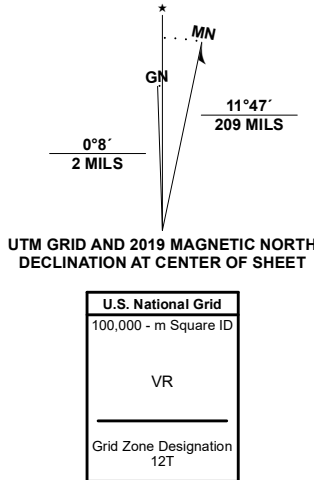 ★
MN
GN
11°47´
209 MILS
0°8´
2 MILS
UTM GRID AND 2019 MAGNETIC NORTH
DECLINATION AT CENTER OF SHEET
U.S. National Grid
100,000 - m Square ID
VR
Grid Zone Designation
12T